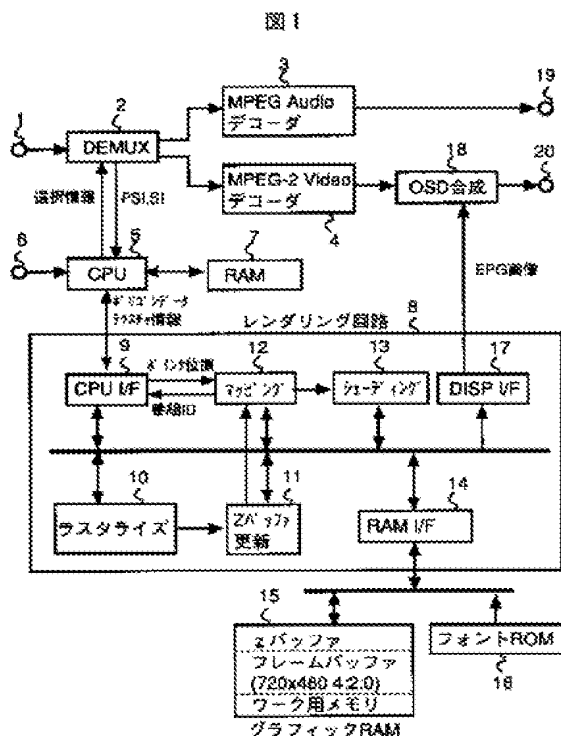 図1
3
19
MPEG Audio
デコーダ
1
2
DEMUX
18
20
MPEG-2 Video
デコーダ
OSD合成
4
選択情報
PSI,SI
6
5
7
CPU
RAM
EPG画像
ポリゴンデータ
テクスチャ情報
レンダリング回路
8
9
ポインタ位置
12
13
17
CPU I/F
マッピング
シェーディング
DISP I/F
番組ID
10
11
14
ラスタライズ
Zバッファ
更新
RAM I/F
15
zバッファ
フレームバッファ
(720x480 4:2:0)
ワーク用メモリ
グラフィックRAM
フォントROM
16